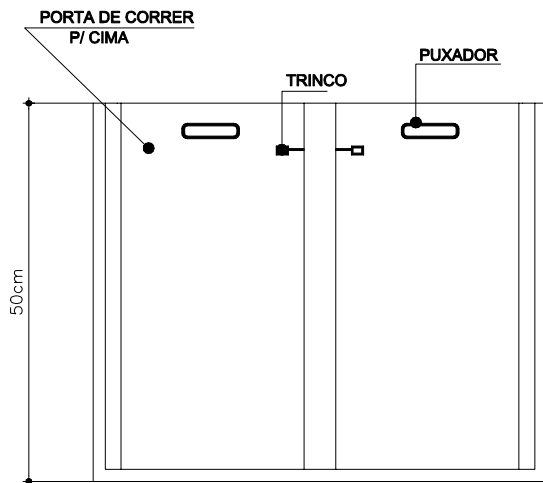 PORTA DE CORRER
P/ CIMA
PUXADOR
TRINCO
50cm